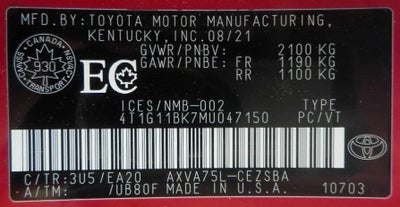 MFD.BY: TOYOTA MOTOR MANUFACTURING,
KENTUCKY, INC. 08/21
GVWR/PNBV: 2100 KG
GAWR/PNBE: FR 1190 KG
RR 1100 KG
CANADA
930
TRANSPORT
EC
ICES/NMB-002 TYPE
4T1G11BK7MU047150 PC/VT
C/TR: 3U5/EA20 AXVA75L-CEZSBA
A/TM: /UB80F MADE IN U.S.A. 10703
TOYOTA